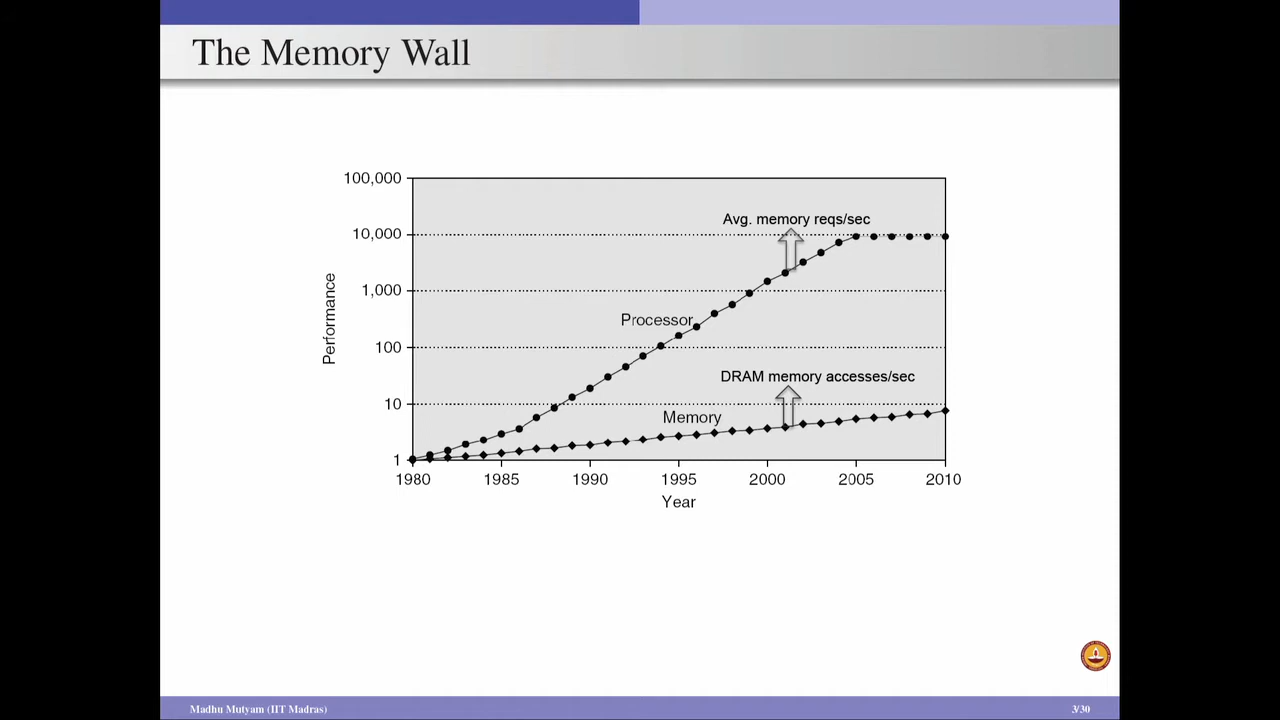 The Memory Wall
100,000
10,000
1,000
100
10
1
Performance
Avg. memory reqs/sec
Processor
DRAM memory accesses/sec
Memory
1980 1985 1990 1995 2000 2005 2010
Year
Madhu Mutyam (IIT Madras) 3/30